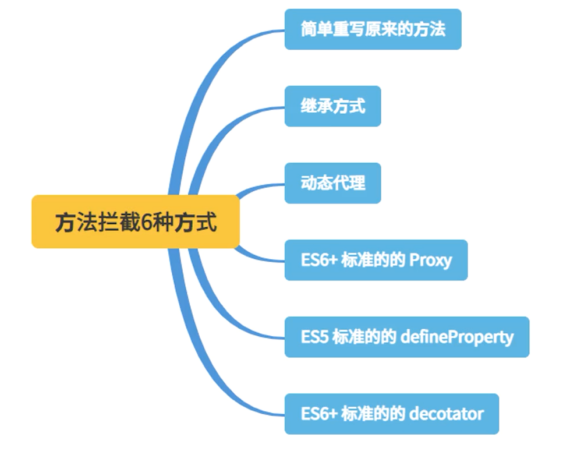 简单重写原来的方法
继承方式
动态代理
方法拦截6种方式
ES6+ 标准的的 Proxy
ES5 标准的的 defineProperty
ES6+ 标准的的 decotator